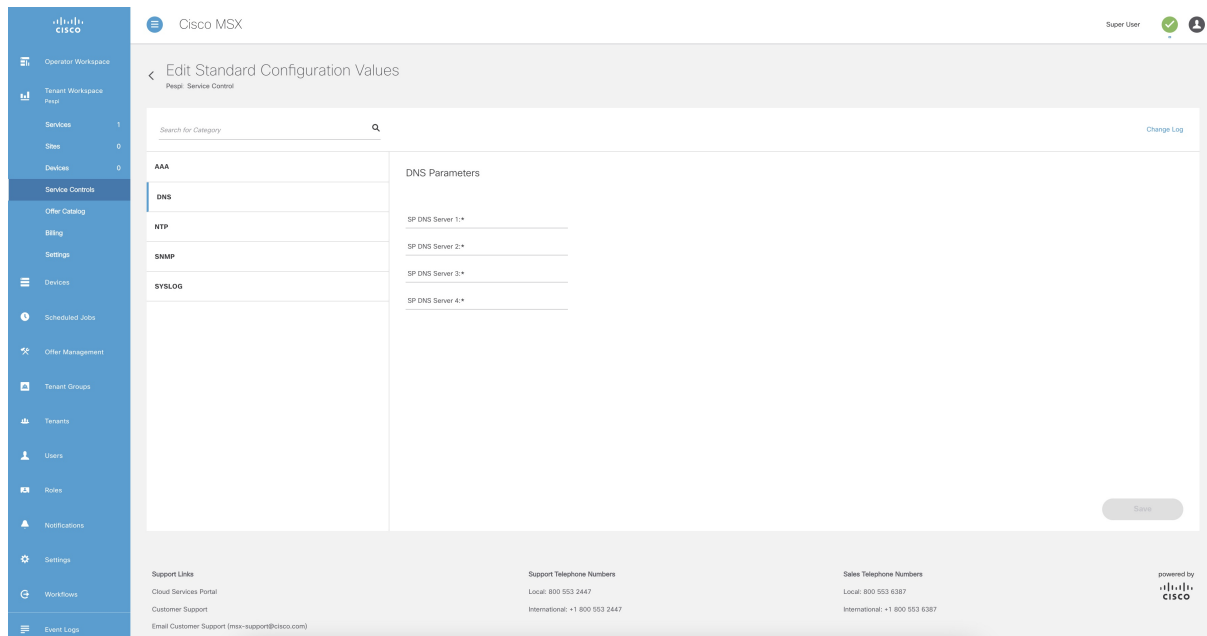 CISCO
Cisco MSX
Super User
Operator Workspace
Tenant Workspace
Pespi
Services 1
Sites 0
Devices 0
Service Controls
Offer Catalog
Billing
Settings
Devices
Scheduled Jobs
Offer Management
Tenant Groups
Tenants
Users
Roles
Notifications
Settings
Workflows
Event Logs
Edit Standard Configuration Values
Pespi: Service Control
Search for Category
Change Log
AAA
DNS
NTP
SNMP
SYSLOG
DNS Parameters
SP DNS Server 1:*
SP DNS Server 2:*
SP DNS Server 3:*
SP DNS Server 4:*
Save
Support Links
Cloud Services Portal
Customer Support
Email Customer Support (msx-support@cisco.com)
Support Telephone Numbers
Local: 800 553 2447
International: +1 800 553 2447
Sales Telephone Numbers
Local: 800 553 6387
International: +1 800 553 6387
powered by
CISCO